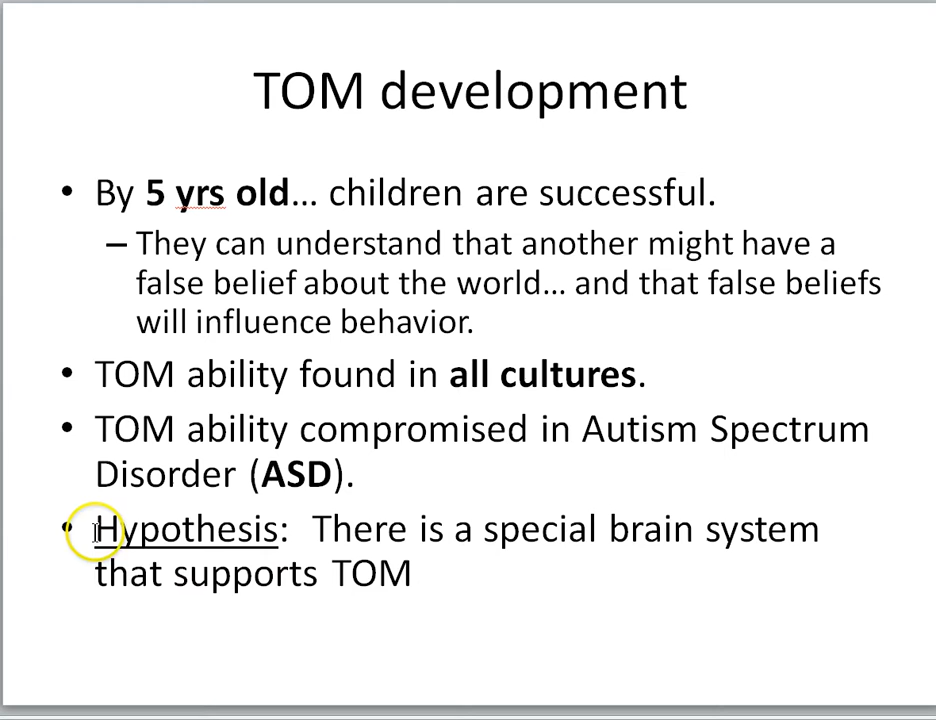 TOM development
• By 5 yrs old… children are successful.
– They can understand that another might have a
false belief about the world… and that false beliefs
will influence behavior.
• TOM ability found in all cultures.
• TOM ability compromised in Autism Spectrum
Disorder (ASD).
• Hypothesis: There is a special brain system
that supports TOM